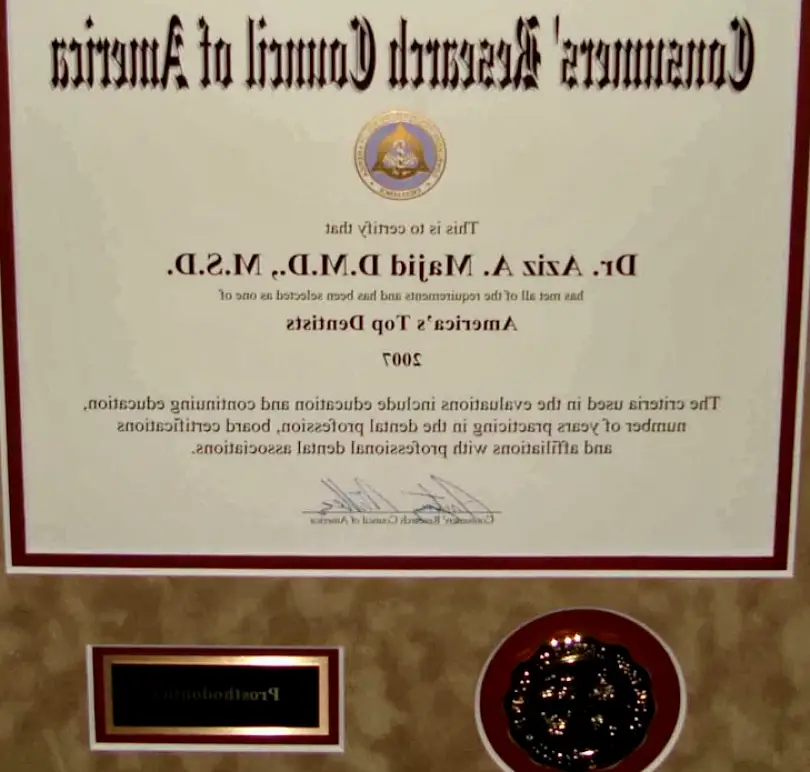 Consumers' Research Council of America
This is to certify that
Dr. Aziz A. Majid D.M.D., M.S.D.
has met all of the requirements and has been selected as one of
America's Top Dentists
2007
The criteria used in the evaluations include education and continuing education,
number of years practicing in the dental profession, board certifications
and affiliations with professional dental associations.
Consumers' Research Council of America